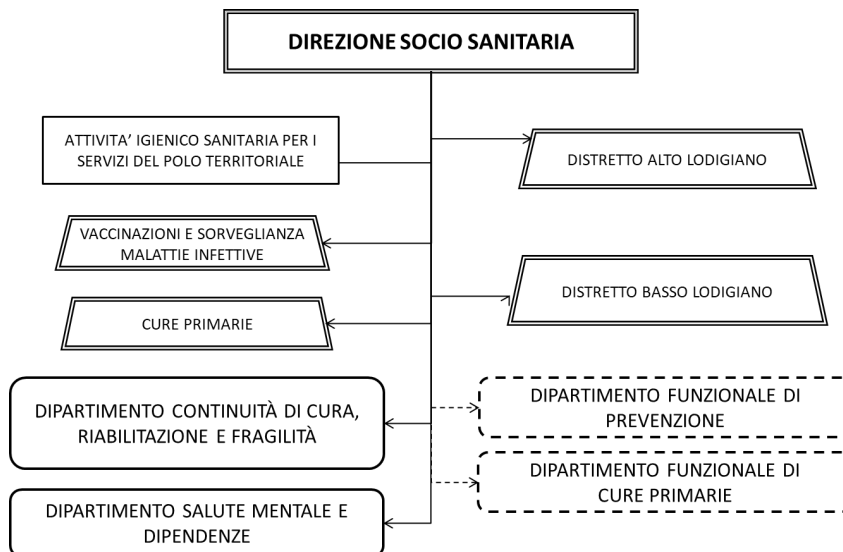 DIREZIONE SOCIO SANITARIA
ATTIVITA’ IGIENICO SANITARIA PER I
SERVIZI DEL POLO TERRITORIALE
DISTRETTO ALTO LODIGIANO
VACCINAZIONI E SORVEGLIANZA
MALATTIE INFETTIVE
DISTRETTO BASSO LODIGIANO
CURE PRIMARIE
DIPARTIMENTO CONTINUITÀ DI CURA,
RIABILITAZIONE E FRAGILITÀ
DIPARTIMENTO FUNZIONALE DI
PREVENZIONE
DIPARTIMENTO FUNZIONALE DI
CURE PRIMARIE
DIPARTIMENTO SALUTE MENTALE E
DIPENDENZE